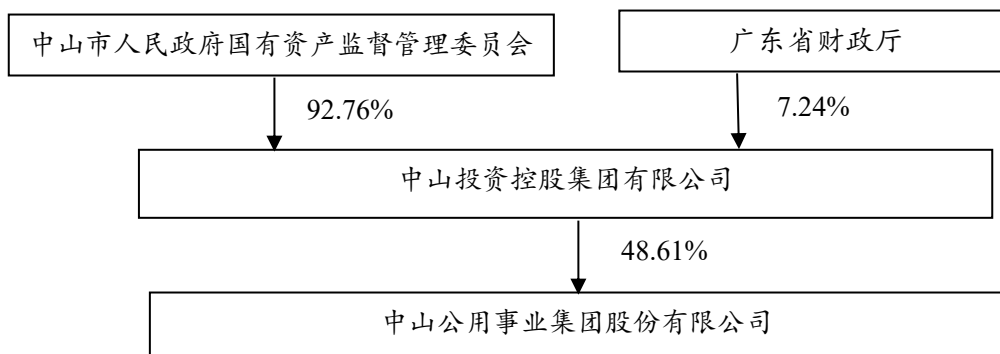 中山市人民政府国有资产监督管理委员会
广东省财政厅
92.76%
7.24%
中山投资控股集团有限公司
48.61%
中山公用事业集团股份有限公司